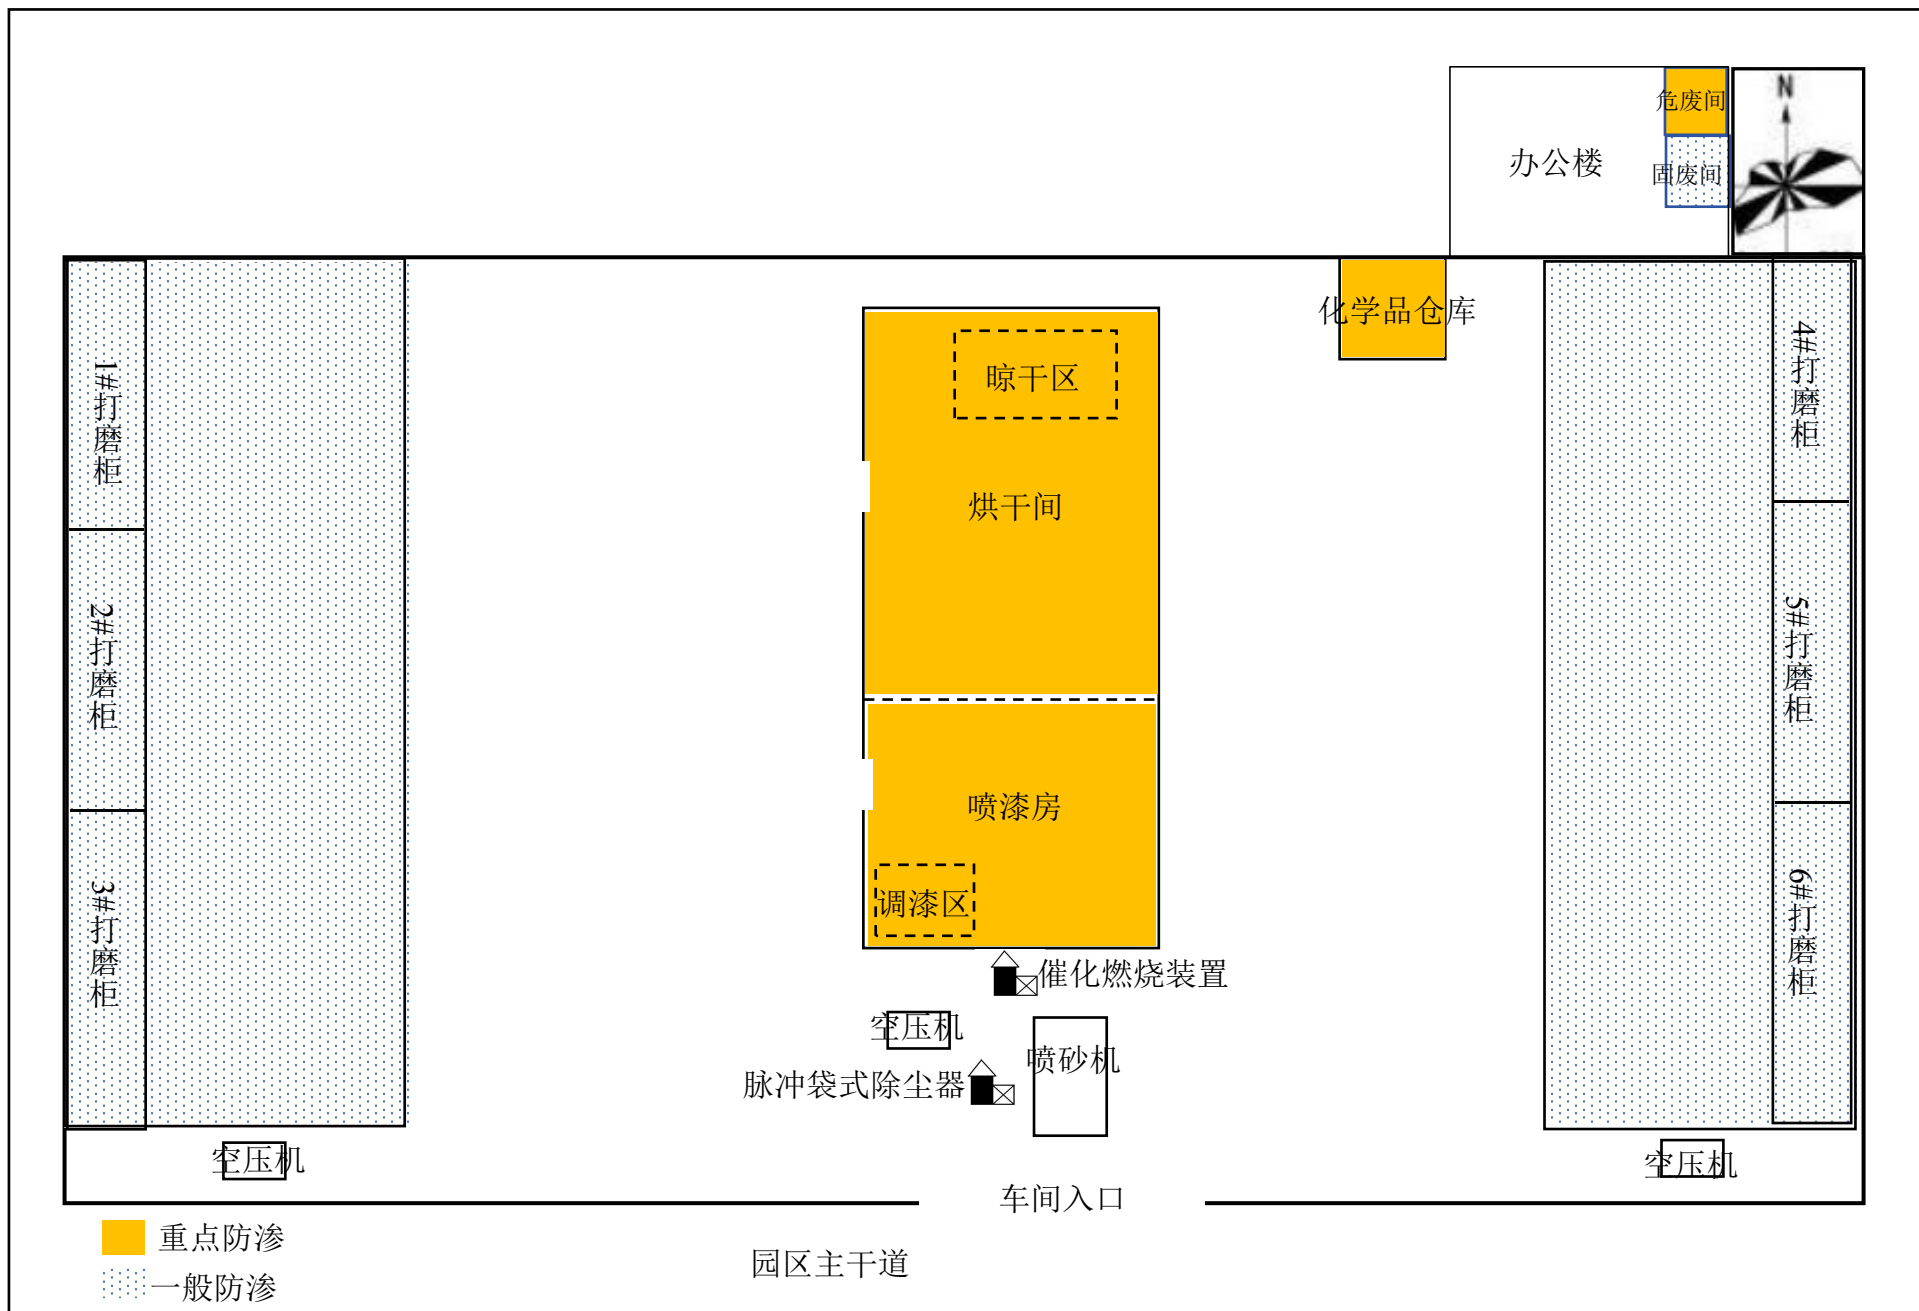 N
危废间
办公楼
固废间
化学品仓库
晾干区
烘干间
1#打磨柜
4#打磨柜
2#打磨柜
5#打磨柜
喷漆房
调漆区
3#打磨柜
6#打磨柜
催化燃烧装置
空压机
喷砂机
脉冲袋式除尘器
空压机
空压机
车间入口
重点防渗
园区主干道
一般防渗